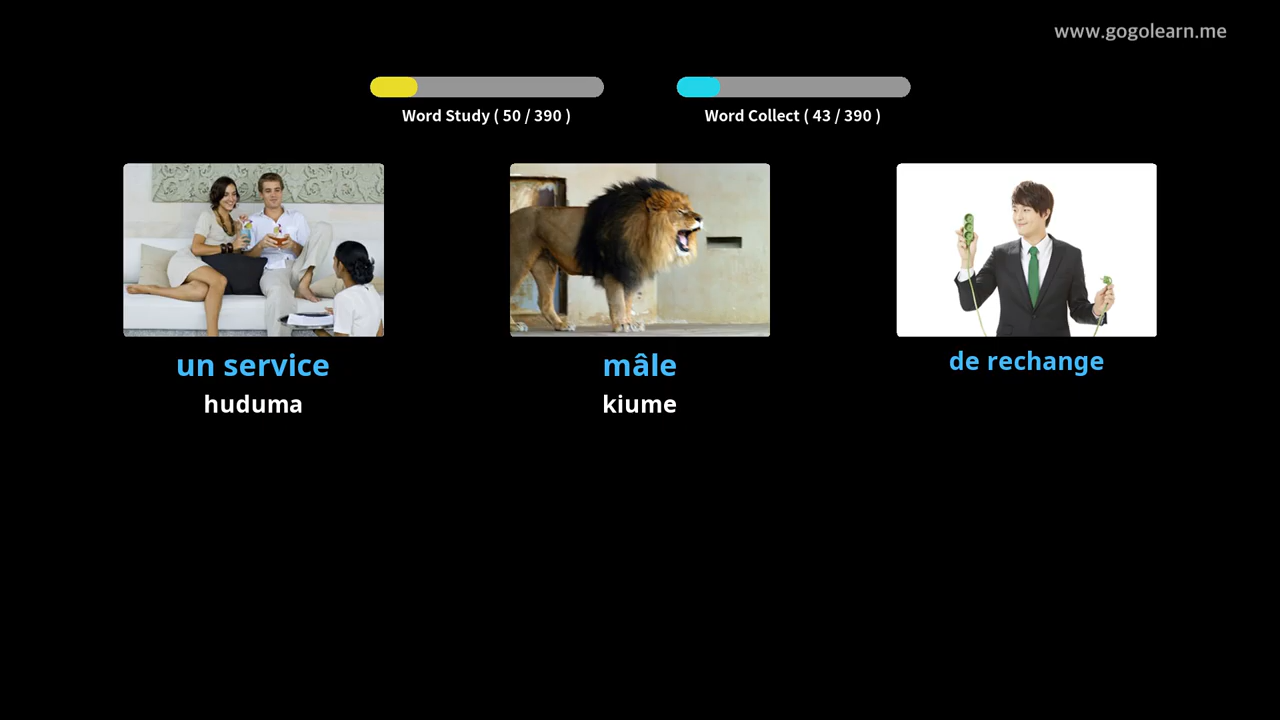 www.gogolearn.me
Word Study ( 50 / 390 )
Word Collect ( 43 / 390 )
un service
huduma
mâle
kiume
de rechange